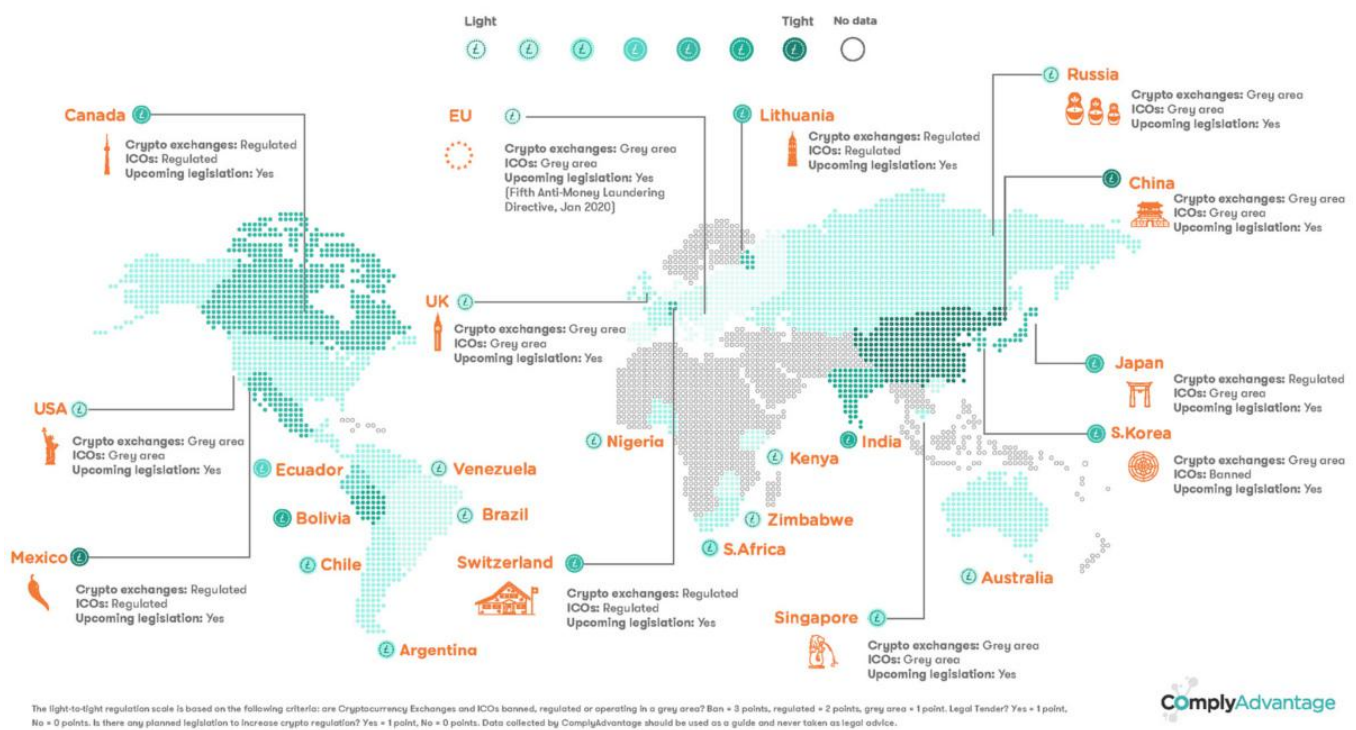 Light Tight No data
Russia
Crypto exchanges: Grey area
ICOs: Grey area
Upcoming legislation: Yes
Canada
Crypto exchanges: Regulated
ICOs: Regulated
Upcoming legislation: Yes
EU
Crypto exchanges: Grey area
ICOs: Grey area
Upcoming legislation: Yes
(Fifth Anti-Money Laundering
Directive, Jan 2020)
Lithuania
Crypto exchanges: Regulated
ICOs: Regulated
Upcoming legislation: Yes
China
Crypto exchanges: Grey area
ICOs: Grey area
Upcoming legislation: Yes
UK
Crypto exchanges: Grey area
ICOs: Grey area
Upcoming legislation: Yes
Japan
Crypto exchanges: Regulated
ICOs: Grey area
Upcoming legislation: Yes
USA
Crypto exchanges: Grey area
ICOs: Grey area
Upcoming legislation: Yes
S.Korea
Crypto exchanges: Grey area
ICOs: Banned
Upcoming legislation: Yes
Ecuador
Venezuela
Nigeria
Kenya
India
Bolivia
Brazil
Zimbabwe
S.Africa
Mexico
Crypto exchanges: Regulated
ICOs: Regulated
Upcoming legislation: Yes
Chile
Switzerland
Crypto exchanges: Regulated
ICOs: Regulated
Upcoming legislation: Yes
Australia
Singapore
Crypto exchanges: Grey area
ICOs: Grey area
Upcoming legislation: Yes
Argentina
The light-to-tight regulation scale is based on the following criteria: are Cryptocurrency Exchanges and ICOs banned, regulated or operating in a grey area? Ban = 3 points, regulated = 2 points, grey area = 1 point. Legal Tender? Yes = 1 point,
No = 0 points. Is there any planned legislation to increase crypto regulation? Yes = 1 point, No = 0 points. Data collected by ComplyAdvantage should be used as a guide and never taken as legal advice.
ComplyAdvantage